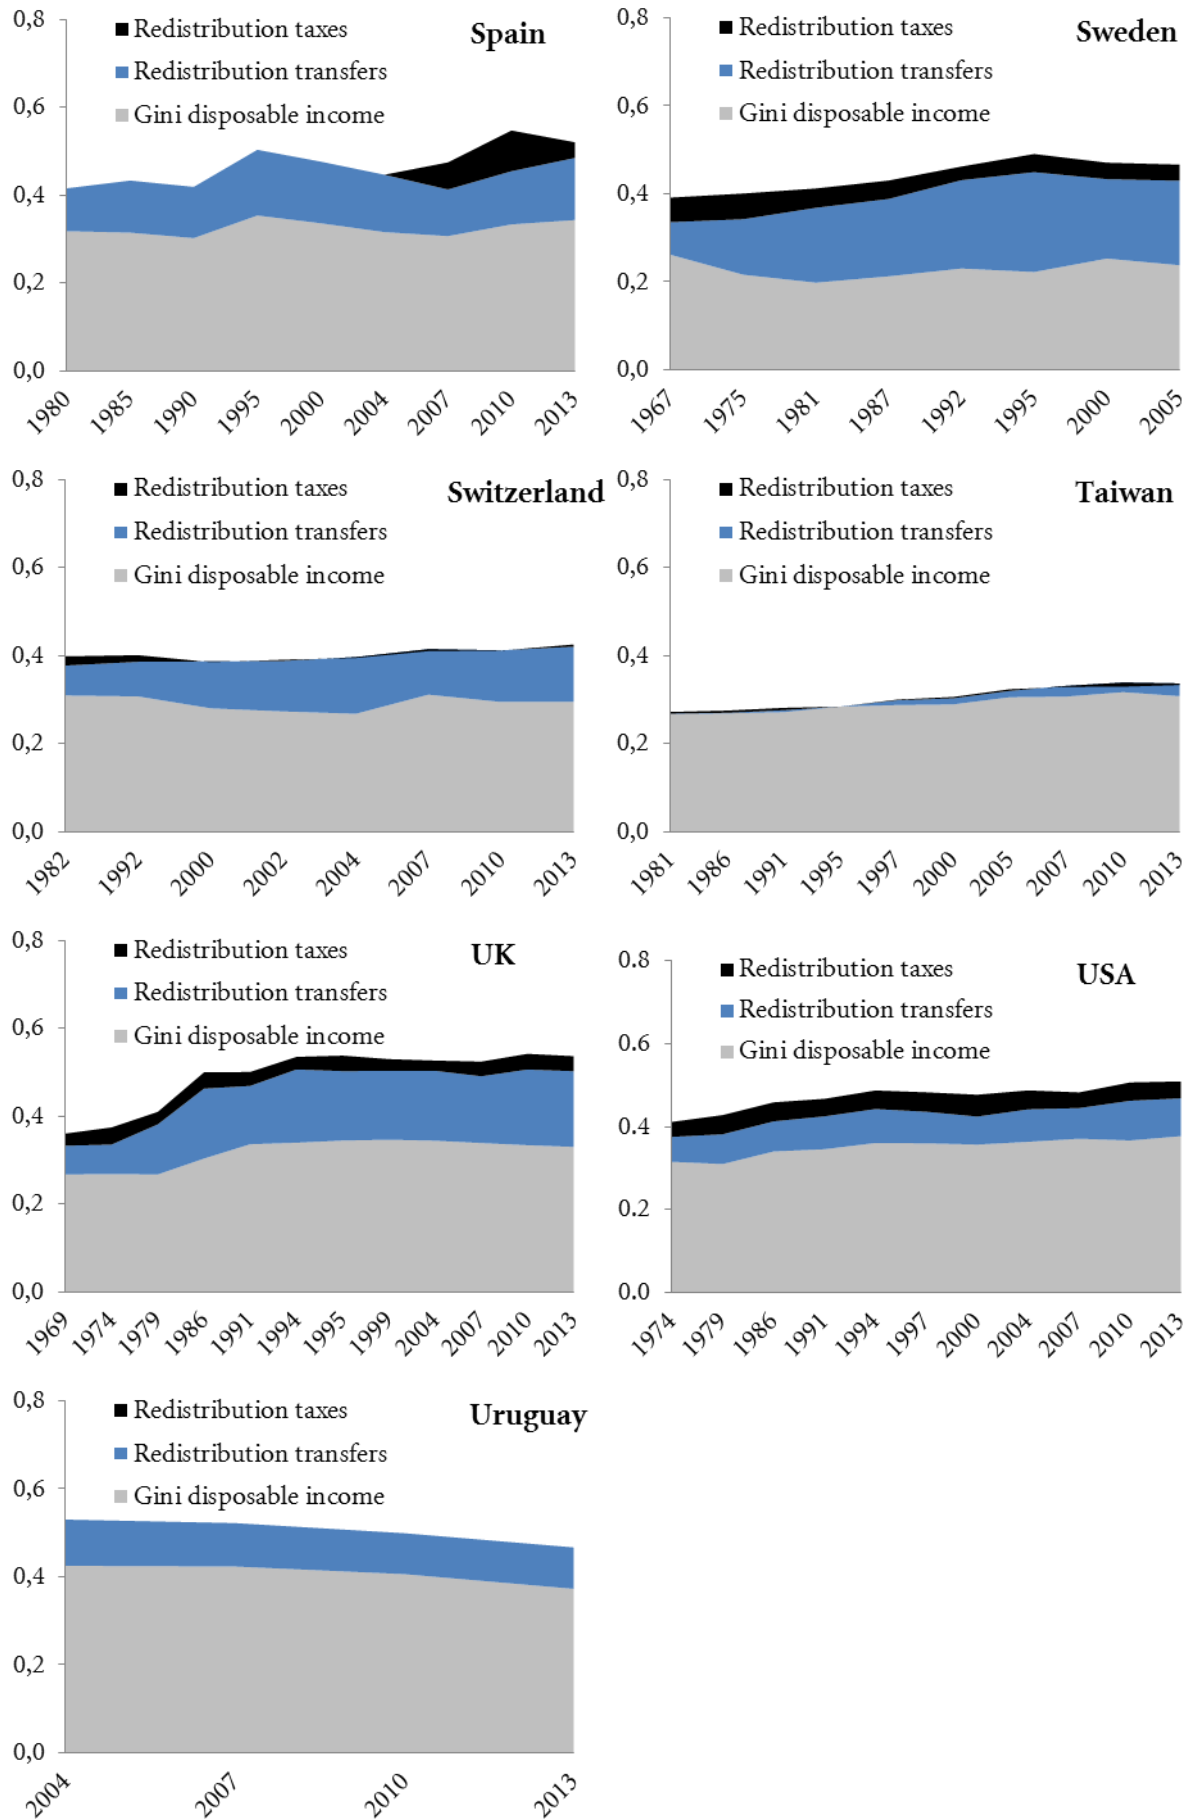 0,8
Redistribution taxes
Spain
Redistribution transfers
0,6
Gini disposable income
0,4
0,2
0,0
1980 1985 1990 1995 2000 2004 2007 2010 2013
0,8
Redistribution taxes
Sweden
Redistribution transfers
0,6
Gini disposable income
0,4
0,2
0,0
1967 1975 1981 1987 1992 1995 2000 2005
0,8
Redistribution taxes
Switzerland
Redistribution transfers
0,6
Gini disposable income
0,4
0,2
0,0
1982 1992 2000 2002 2004 2007 2010 2013
0,8
Redistribution taxes
Taiwan
Redistribution transfers
0,6
Gini disposable income
0,4
0,2
0,0
1981 1986 1991 1995 1997 2000 2005 2007 2010 2013
0,8
Redistribution taxes
UK
Redistribution transfers
0,6
Gini disposable income
0,4
0,2
0,0
1969 1974 1979 1986 1991 1994 1995 1999 2004 2007 2010 2013
0.8
Redistribution taxes
USA
Redistribution transfers
0.6
Gini disposable income
0.4
0.2
0.0
1974 1979 1986 1991 1994 1997 2000 2004 2007 2010 2013
0,8
Redistribution taxes
Uruguay
Redistribution transfers
0,6
Gini disposable income
0,4
0,2
0,0
2004 2007 2010 2013